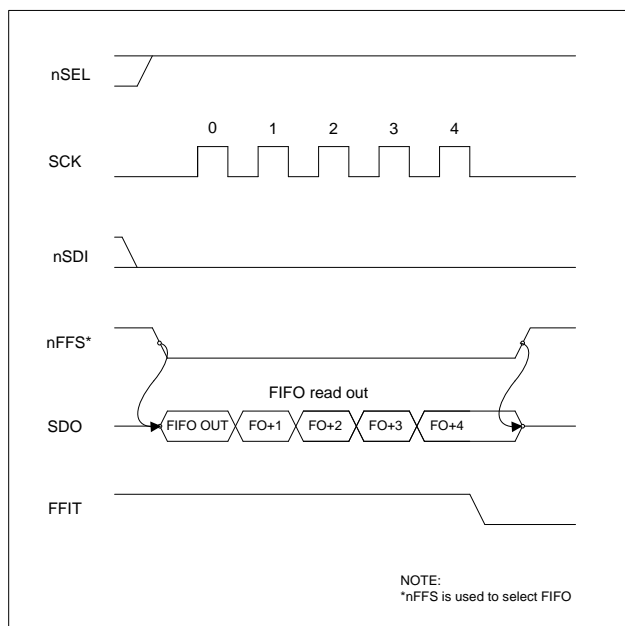 nSEL
0 1 2 3 4
SCK
nSDI
nFFS*
FIFO read out
SDO FIFO OUT FO+1 FO+2 FO+3 FO+4
FFIT
NOTE:
*nFFS is used to select FIFO